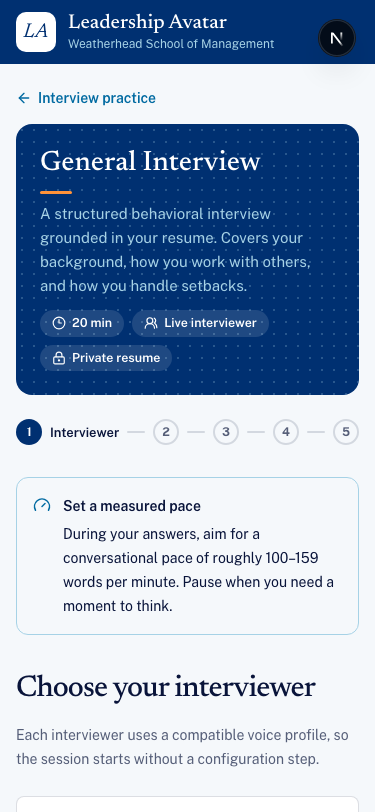 LA
Leadership Avatar
Weatherhead School of Management
N
← Interview practice
General Interview
A structured behavioral interview
grounded in your resume. Covers your
background, how you work with others,
and how you handle setbacks.
20 min
Live interviewer
Private resume
1 Interviewer 2 3 4 5
Set a measured pace
During your answers, aim for a
conversational pace of roughly 100–159
words per minute. Pause when you need a
moment to think.
Choose your interviewer
Each interviewer uses a compatible voice profile, so
the session starts without a configuration step.